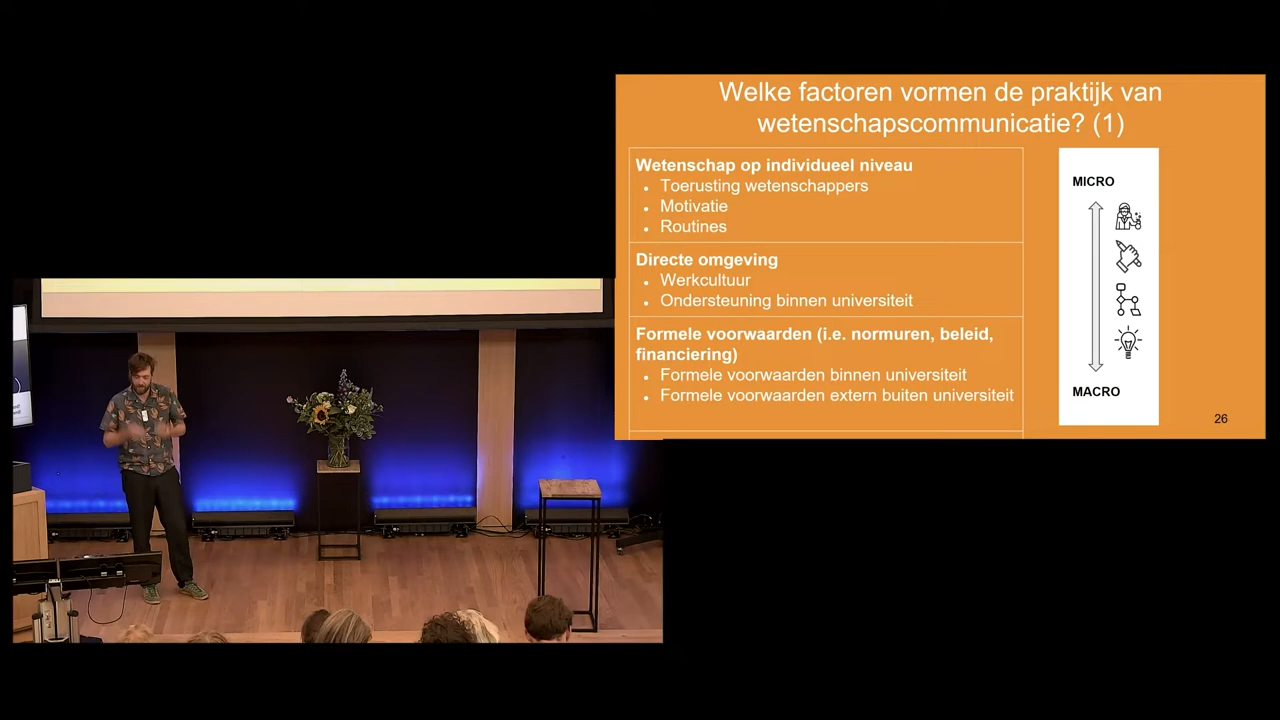 Welke factoren vormen de praktijk van
wetenschapscommunicatie? (1)
Wetenschap op individueel niveau
• Toerusting wetenschappers
• Motivatie
• Routines
Directe omgeving
• Werkcultuur
• Ondersteuning binnen universiteit
Formele voorwaarden (i.e. normuren, beleid,
financiering)
• Formele voorwaarden binnen universiteit
• Formele voorwaarden extern buiten universiteit
MICRO
MACRO
26